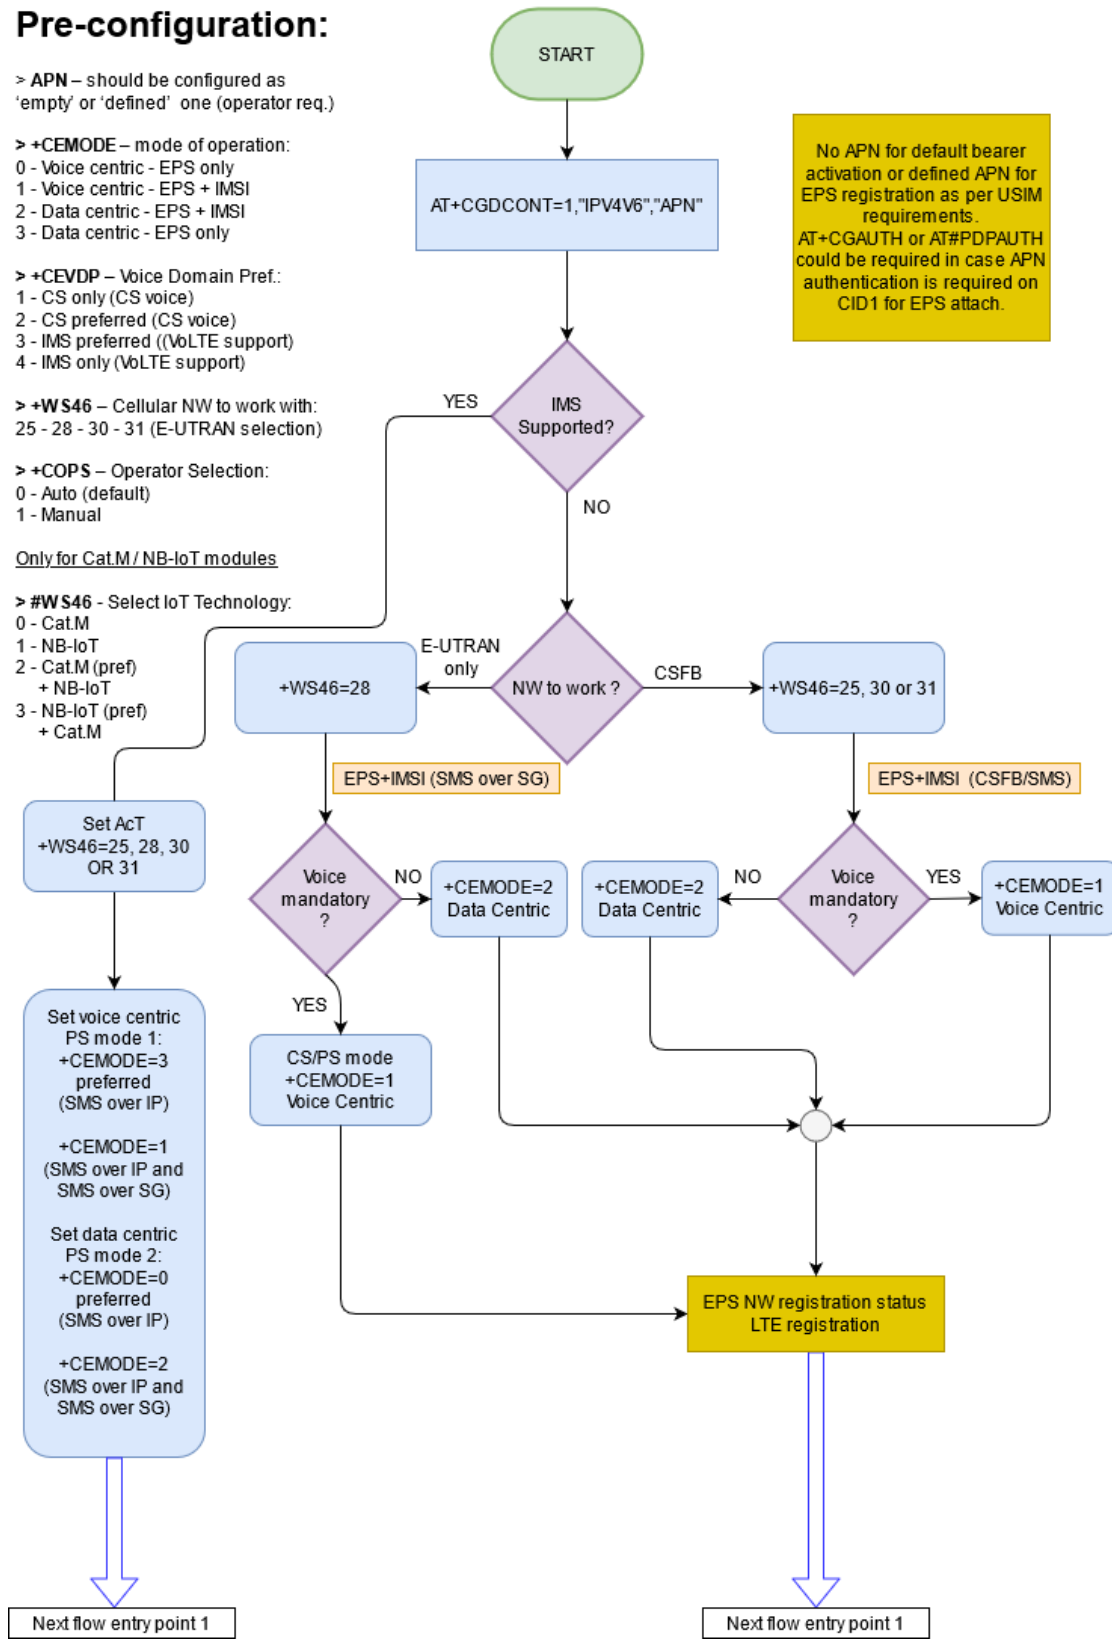 Pre-configuration:
> APN – should be configured as
‘empty’ or ‘defined’ one (operator req.)
> +CEMODE – mode of operation:
0 - Voice centric - EPS only
1 - Voice centric - EPS + IMSI
2 - Data centric - EPS + IMSI
3 - Data centric - EPS only
> +CEVDP – Voice Domain Pref.:
1 - CS only (CS voice)
2 - CS preferred (CS voice)
3 - IMS preferred ((VoLTE support)
4 - IMS only (VoLTE support)
> +WS46 – Cellular NW to work with:
25 - 28 - 30 - 31 (E-UTRAN selection)
> +COPS – Operator Selection:
0 - Auto (default)
1 - Manual
Only for Cat.M / NB-IoT modules
> #WS46 - Select IoT Technology:
0 - Cat.M
1 - NB-IoT
2 - Cat.M (pref)
+ NB-IoT
3 - NB-IoT (pref)
+ Cat.M
START
AT+CGDCONT=1,"IPV4V6","APN"
No APN for default bearer
activation or defined APN for
EPS registration as per USIM
requirements.
AT+CGAUTH or AT#PDPAUTH
could be required in case APN
authentication is required on
CID1 for EPS attach.
IMS
Supported?
YES
NO
NW to work ?
E-UTRAN
only
CSFB
+WS46=28
+WS46=25, 30 or 31
EPS+IMSI (SMS over SG)
EPS+IMSI (CSFB/SMS)
Set AcT
+WS46=25, 28, 30
OR 31
Voice
mandatory
?
NO
+CEMODE=2
Data Centric
+CEMODE=2
Data Centric
NO
Voice
mandatory
?
YES
+CEMODE=1
Voice Centric
YES
CS/PS mode
+CEMODE=1
Voice Centric
Set voice centric
PS mode 1:
+CEMODE=3
preferred
(SMS over IP)
+CEMODE=1
(SMS over IP and
SMS over SG)
Set data centric
PS mode 2:
+CEMODE=0
preferred
(SMS over IP)
+CEMODE=2
(SMS over IP and
SMS over SG)
EPS NW registration status
LTE registration
Next flow entry point 1
Next flow entry point 1